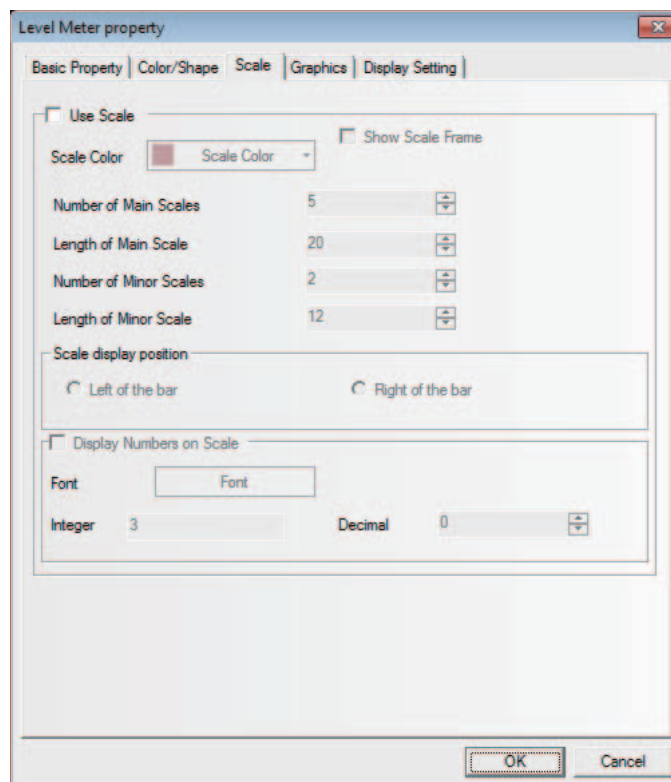 Level Meter property
Basic Property Color/Shape Scale Graphics Display Setting
Use Scale
Show Scale Frame
Scale Color Scale Color
Number of Main Scales 5
Length of Main Scale 20
Number of Minor Scales 2
Length of Minor Scale 12
Scale display position
Left of the bar Right of the bar
Display Numbers on Scale
Font Font
Integer 3 Decimal 0
OK Cancel